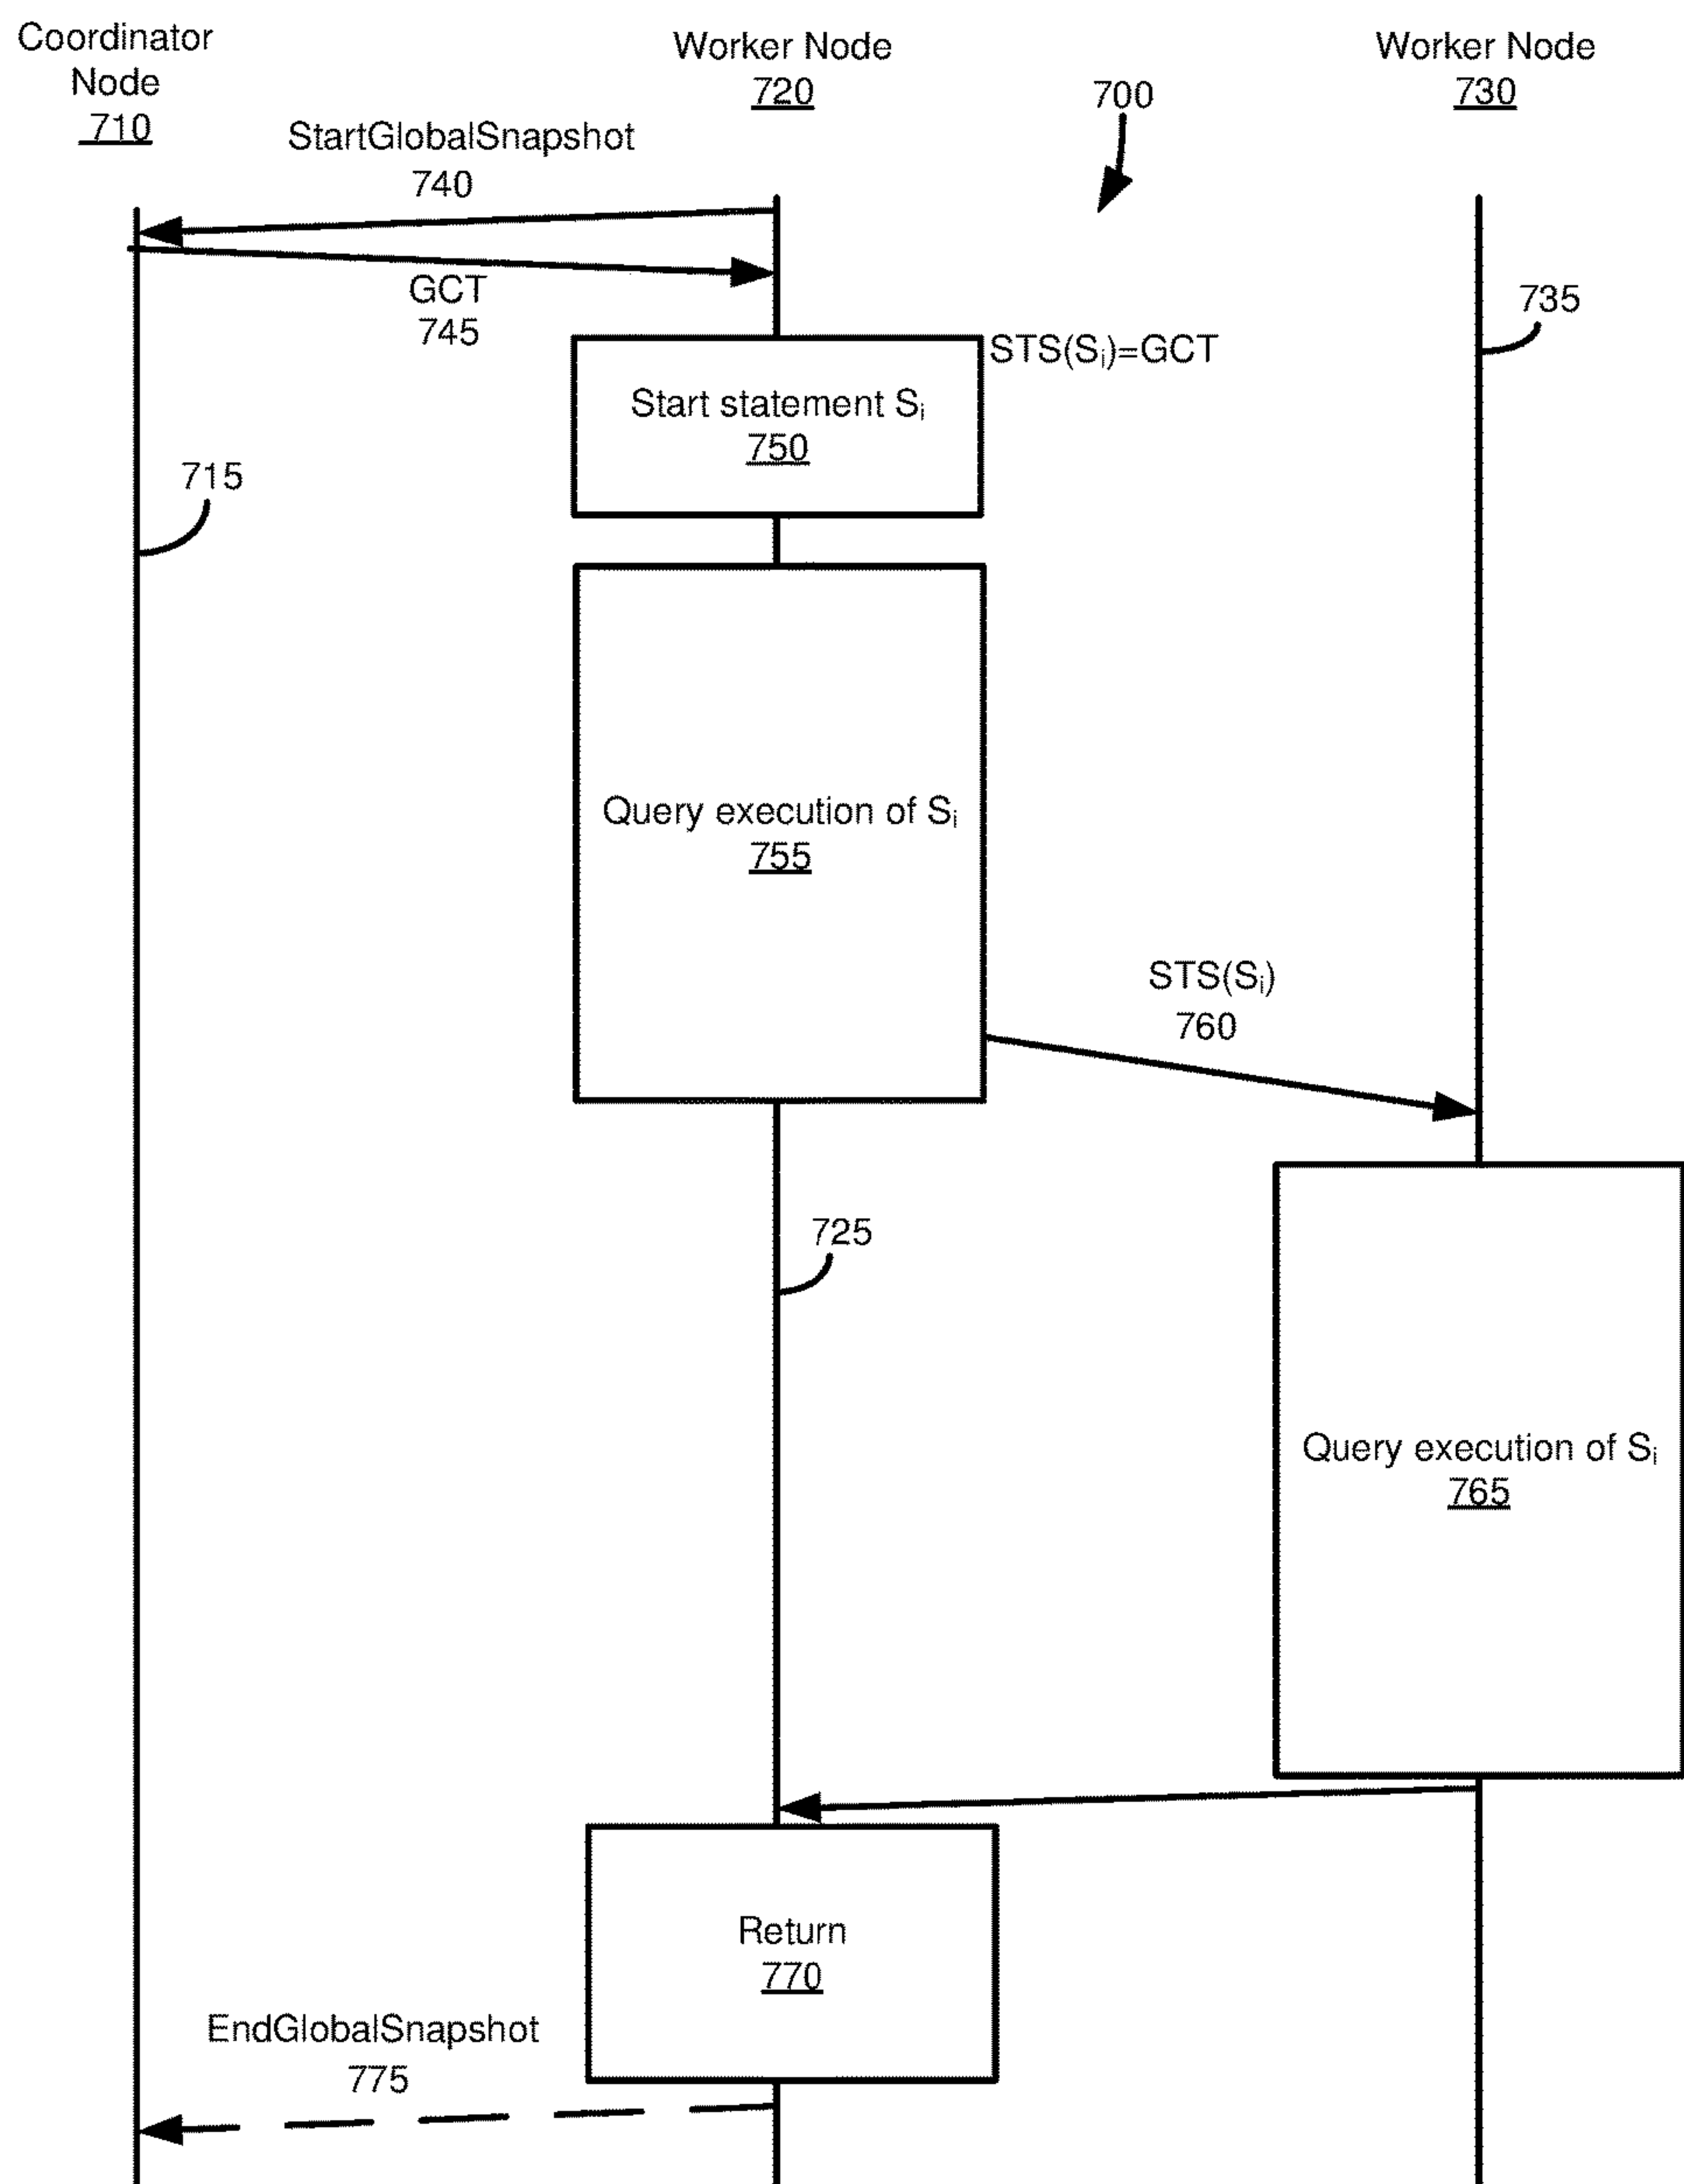 Coordinator
Node
710
Worker Node
720
700
Worker Node
730
StartGlobalSnapshot
740
GCT
745
735
STS(Si)=GCT
Start statement Si
750
715
Query execution of Si
755
STS(Si)
760
725
Query execution of Si
765
Return
770
EndGlobalSnapshot
775